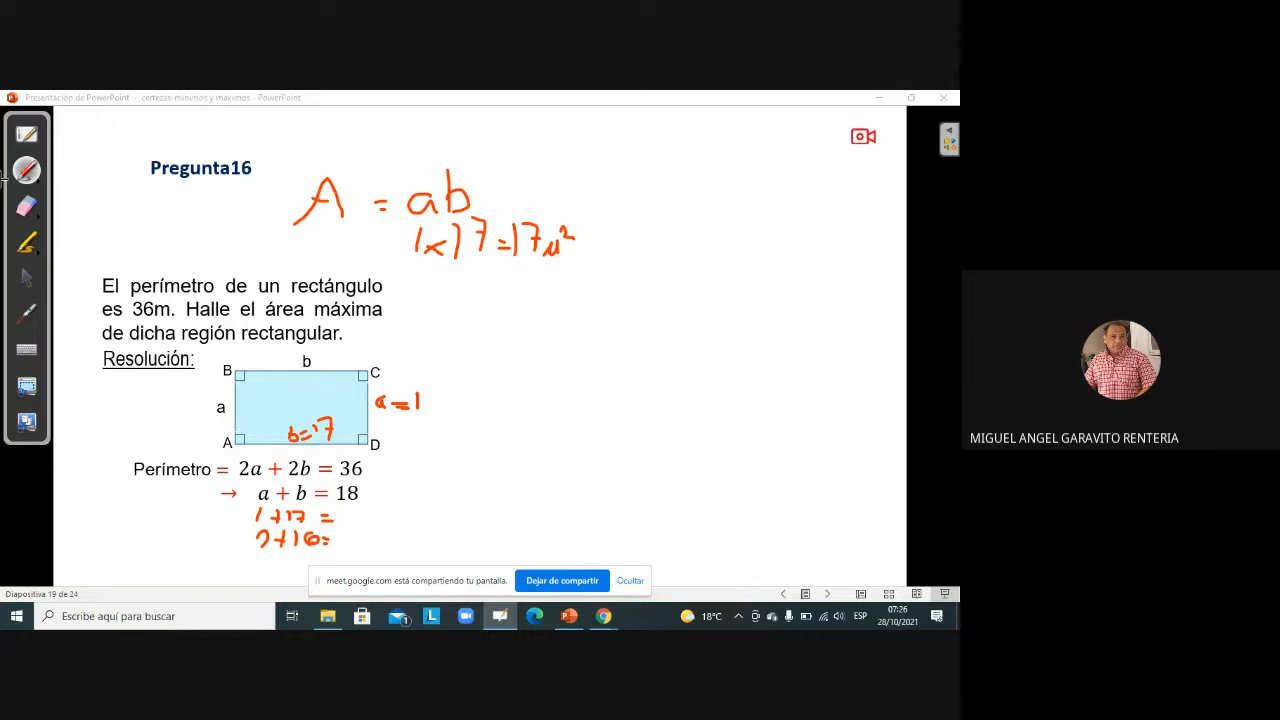 Presentación de PowerPoint - certezas-minimos y maximos - PowerPoint
Pregunta16
A = ab
1x17=17u²
El perímetro de un rectángulo
es 36m. Halle el área máxima
de dicha región rectangular.
Resolución:
b
B
C
a
a=1
b=17
A
D
Perímetro = 2a + 2b = 36
→ a + b = 18
1+17 =
2+16=
MIGUEL ANGEL GARAVITO RENTERIA
meet.google.com está compartiendo tu pantalla.
Dejar de compartir
Ocultar
Diapositiva 19 de 24
Escribe aquí para buscar
1
L
18°C
ESP
07:26
28/10/2021